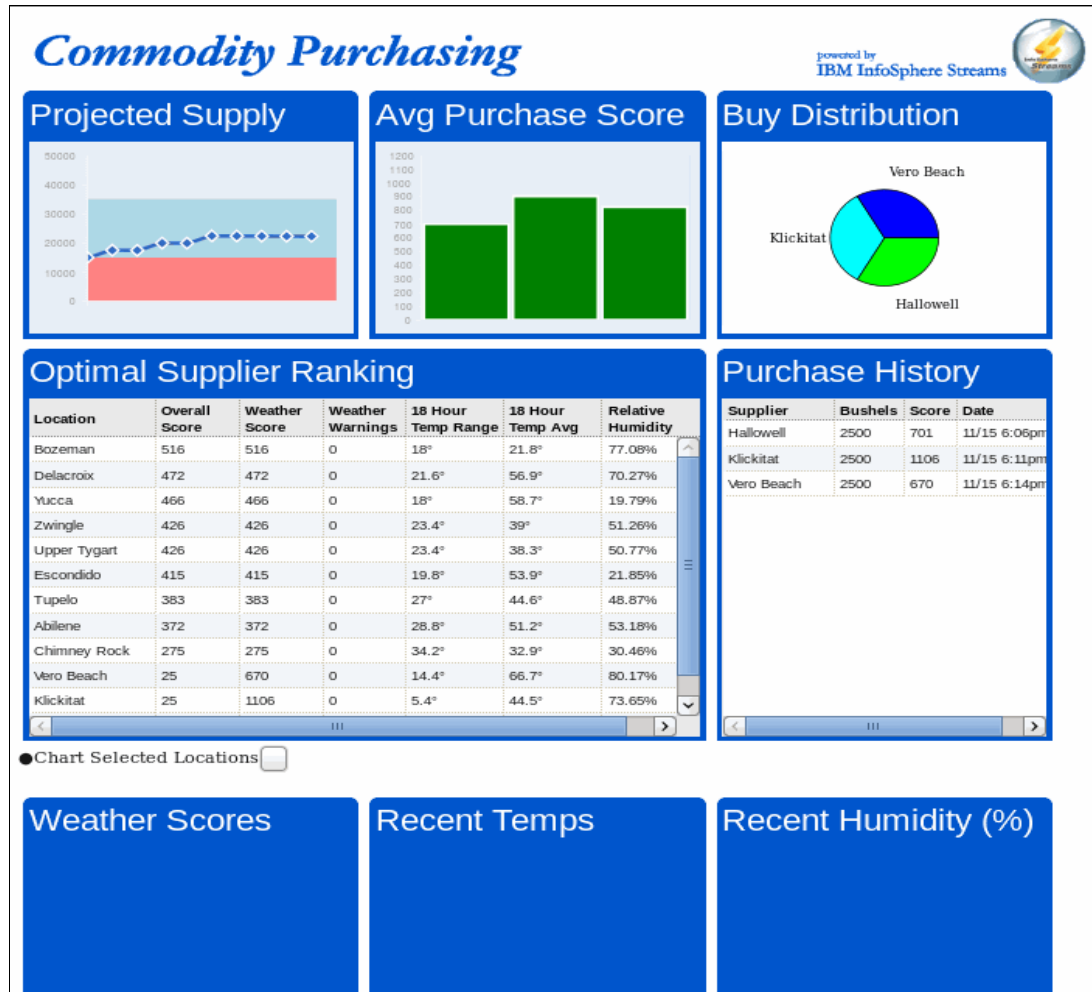 Commodity Purchasing
powered by
IBM InfoSphere Streams
InfoSphere
Streams
Projected Supply
50000
40000
30000
20000
10000
0
Avg Purchase Score
1200
1100
1000
900
800
700
600
500
400
300
200
100
0
Buy Distribution
Vero Beach
Klickitat
Hallowell
Optimal Supplier Ranking
Location Overall Score Weather Score Weather Warnings 18 Hour Temp Range 18 Hour Temp Avg Relative Humidity
Bozeman 516 516 0 18° 21.8° 77.08%
Delacroix 472 472 0 21.6° 56.9° 70.27%
Yucca 466 466 0 18° 58.7° 19.79%
Zwingle 426 426 0 23.4° 39° 51.26%
Upper Tygart 426 426 0 23.4° 38.3° 50.77%
Escondido 415 415 0 19.8° 53.9° 21.85%
Tupelo 383 383 0 27° 44.6° 48.87%
Abilene 372 372 0 28.8° 51.2° 53.18%
Chimney Rock 275 275 0 34.2° 32.9° 30.46%
Vero Beach 25 670 0 14.4° 66.7° 80.17%
Klickitat 25 1106 0 5.4° 44.5° 73.65%
Purchase History
Supplier Bushels Score Date
Hallowell 2500 701 11/15 6:06pm
Klickitat 2500 1106 11/15 6:11pm
Vero Beach 2500 670 11/15 6:14pm
Chart Selected Locations
Weather Scores
Recent Temps
Recent Humidity (%)